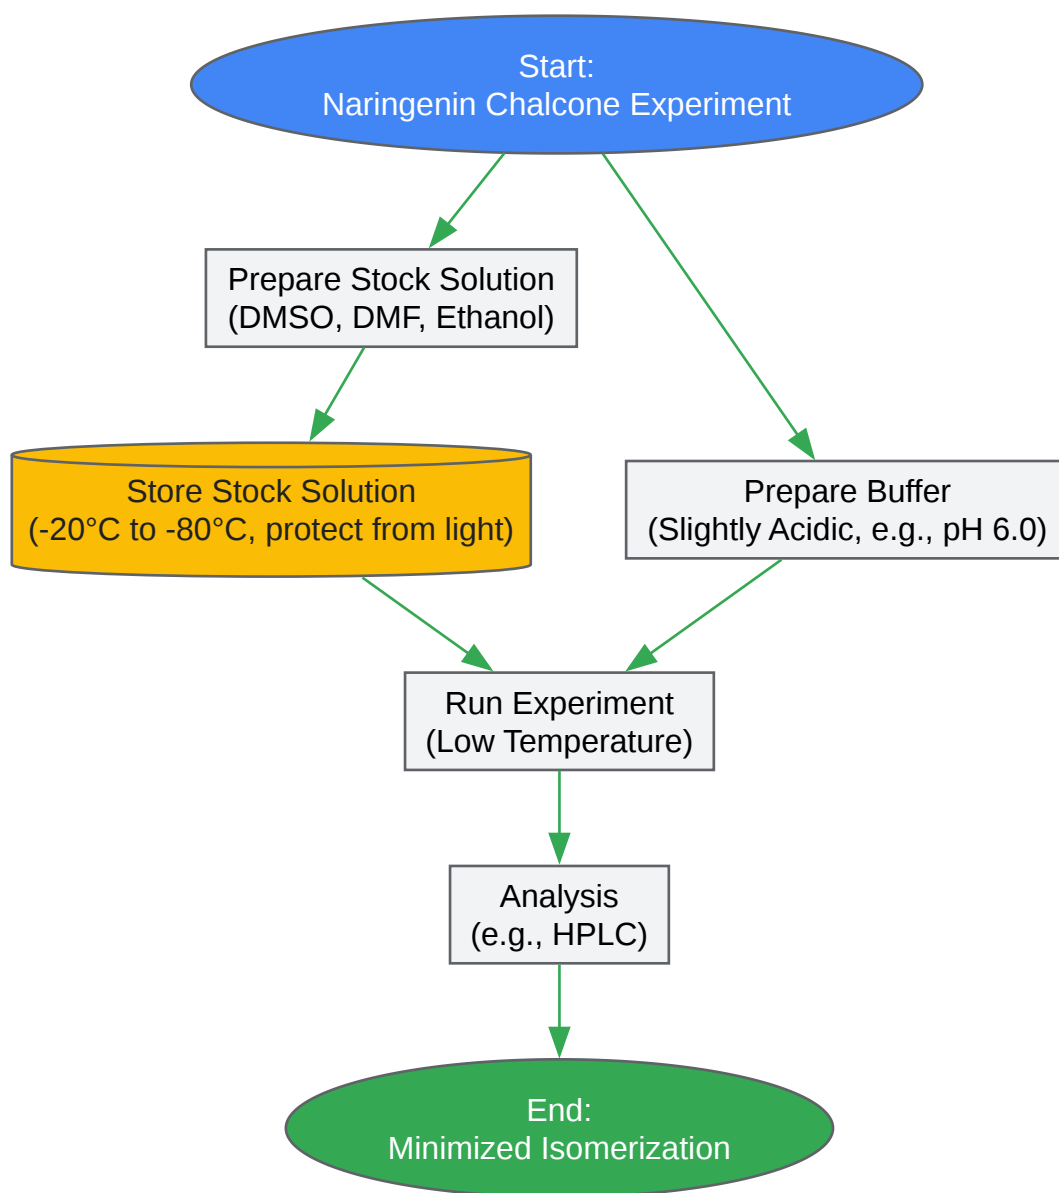 Start:
Naringenin Chalcone Experiment
Prepare Stock Solution
(DMSO, DMF, Ethanol)
Store Stock Solution
(-20°C to -80°C, protect from light)
Prepare Buffer
(Slightly Acidic, e.g., pH 6.0)
Run Experiment
(Low Temperature)
Analysis
(e.g., HPLC)
End:
Minimized Isomerization